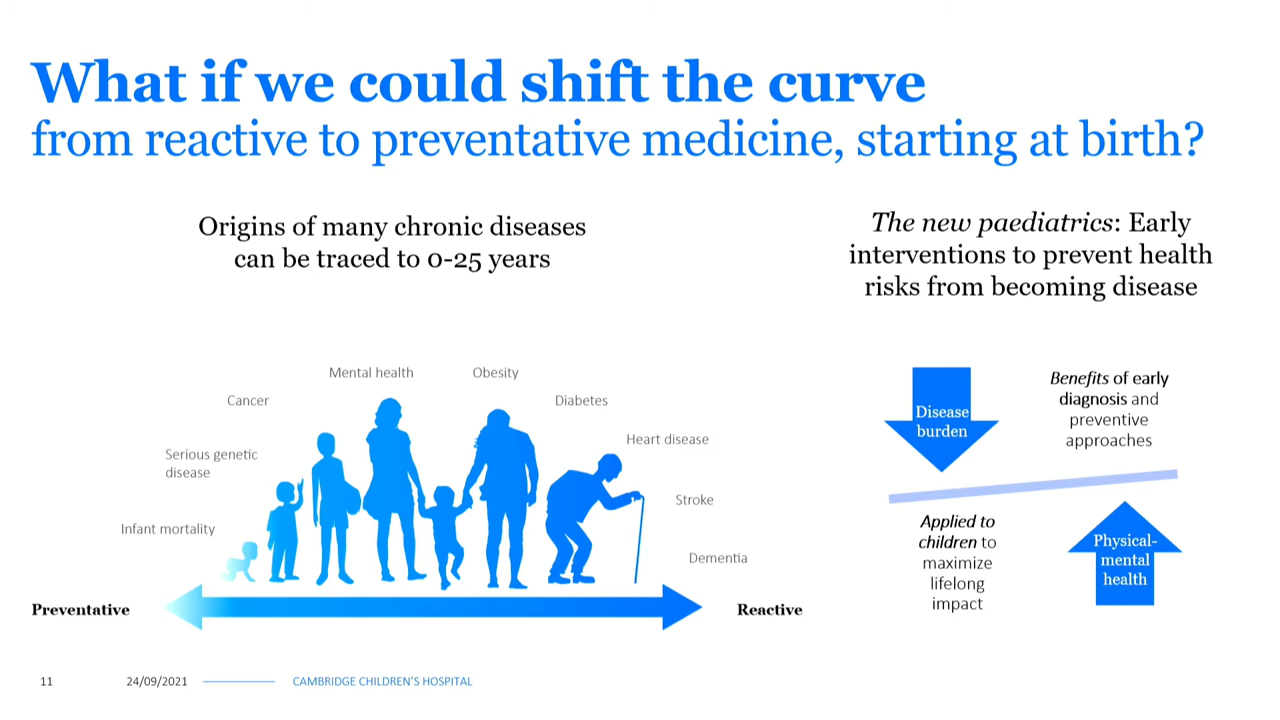 What if we could shift the curve
from reactive to preventative medicine, starting at birth?
Origins of many chronic diseases
can be traced to 0-25 years
The new paediatrics: Early
interventions to prevent health
risks from becoming disease
Mental health
Obesity
Cancer
Diabetes
Serious genetic
disease
Heart disease
Infant mortality
Stroke
Dementia
Preventative
Reactive
Disease
burden
Benefits of early
diagnosis and
preventive
approaches
Applied to
children to
maximize
lifelong
impact
Physical-
mental
health
11
24/09/2021
CAMBRIDGE CHILDREN'S HOSPITAL